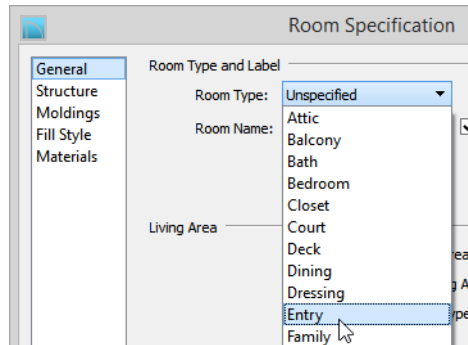 Room Specification
General
Structure
Moldings
Fill Style
Materials
Room Type and Label
Room Type: Unspecified
Room Name:
Attic
Balcony
Bath
Bedroom
Closet
Court
Deck
Dining
Dressing
Entry
Family
Living Area